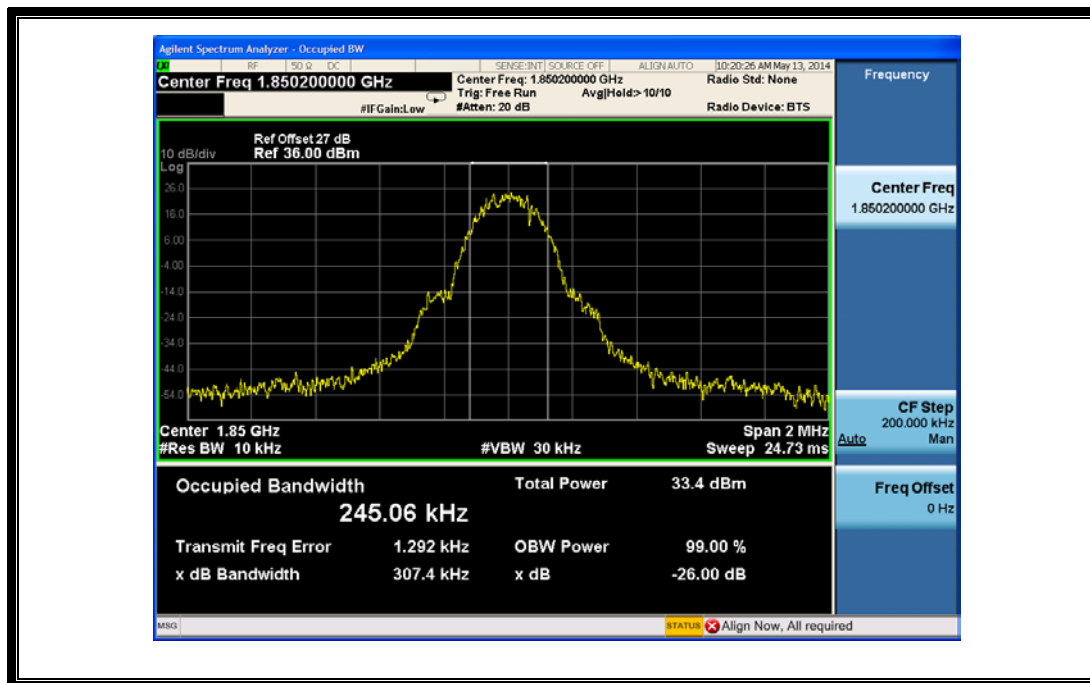 Agilent Spectrum Analyzer - Occupied BW
RF 50 Ω DC SENSE:INT SOURCE OFF ALIGN AUTO 10:20:26 AM May 13, 2014
Center Freq 1.850200000 GHz
Center Freq: 1.850200000 GHz
Radio Std: None
Trig: Free Run Avg|Hold:> 10/10
#IFGain:Low #Atten: 20 dB Radio Device: BTS
Ref Offset 27 dB
10 dB/div Ref 36.00 dBm
Log
26.0
16.0
6.00
-4.00
-14.0
-24.0
-34.0
-44.0
-54.0
Center 1.85 GHz Span 2 MHz
#Res BW 10 kHz #VBW 30 kHz Sweep 24.73 ms
Occupied Bandwidth Total Power 33.4 dBm
245.06 kHz
Transmit Freq Error 1.292 kHz OBW Power 99.00 %
x dB Bandwidth 307.4 kHz x dB -26.00 dB
Frequency
Center Freq
1.850200000 GHz
CF Step
200.000 kHz
Auto Man
Freq Offset
0 Hz
MSG STATUS Align Now, All required